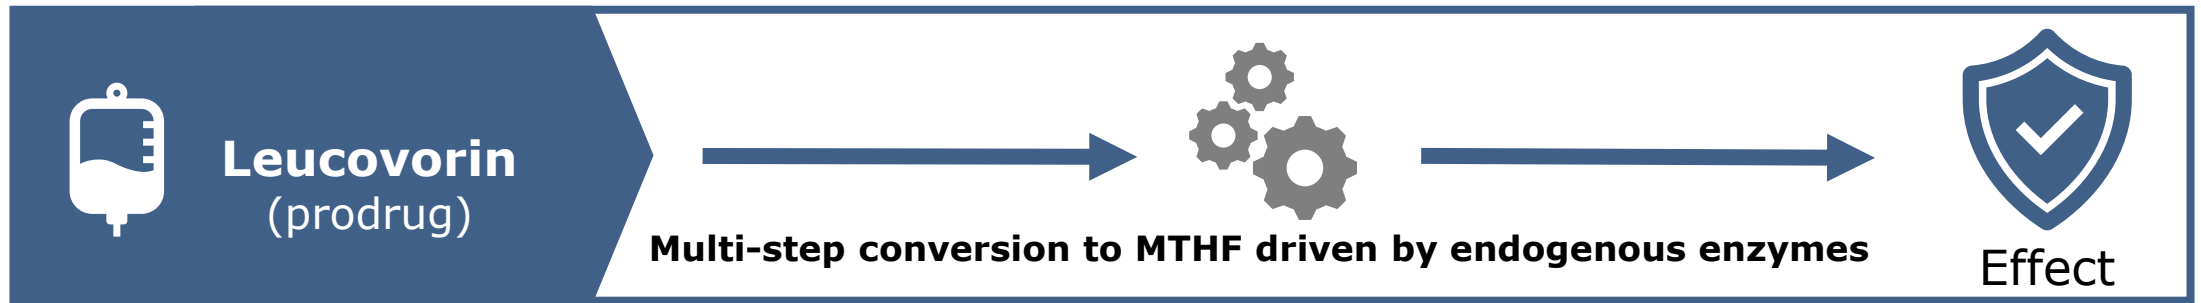 Leucovorin
(prodrug)
Multi-step conversion to MTHF driven by endogenous enzymes
Effect